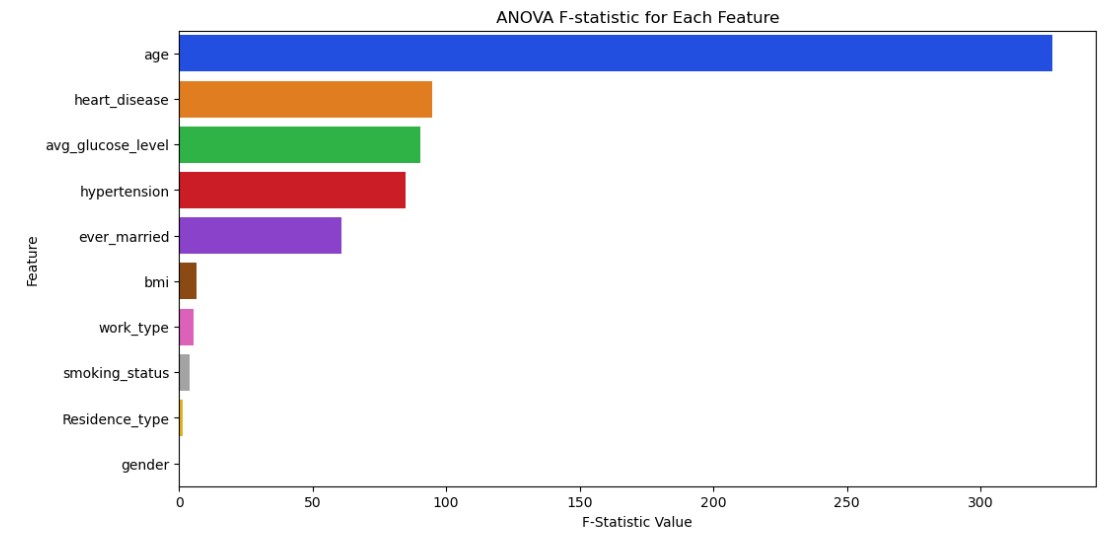 ANOVA F-statistic for Each Feature
age
heart_disease
avg_glucose_level
hypertension
ever_married
bmi
work_type
smoking_status
Residence_type
gender
Feature
0 50 100 150 200 250 300
F-Statistic Value